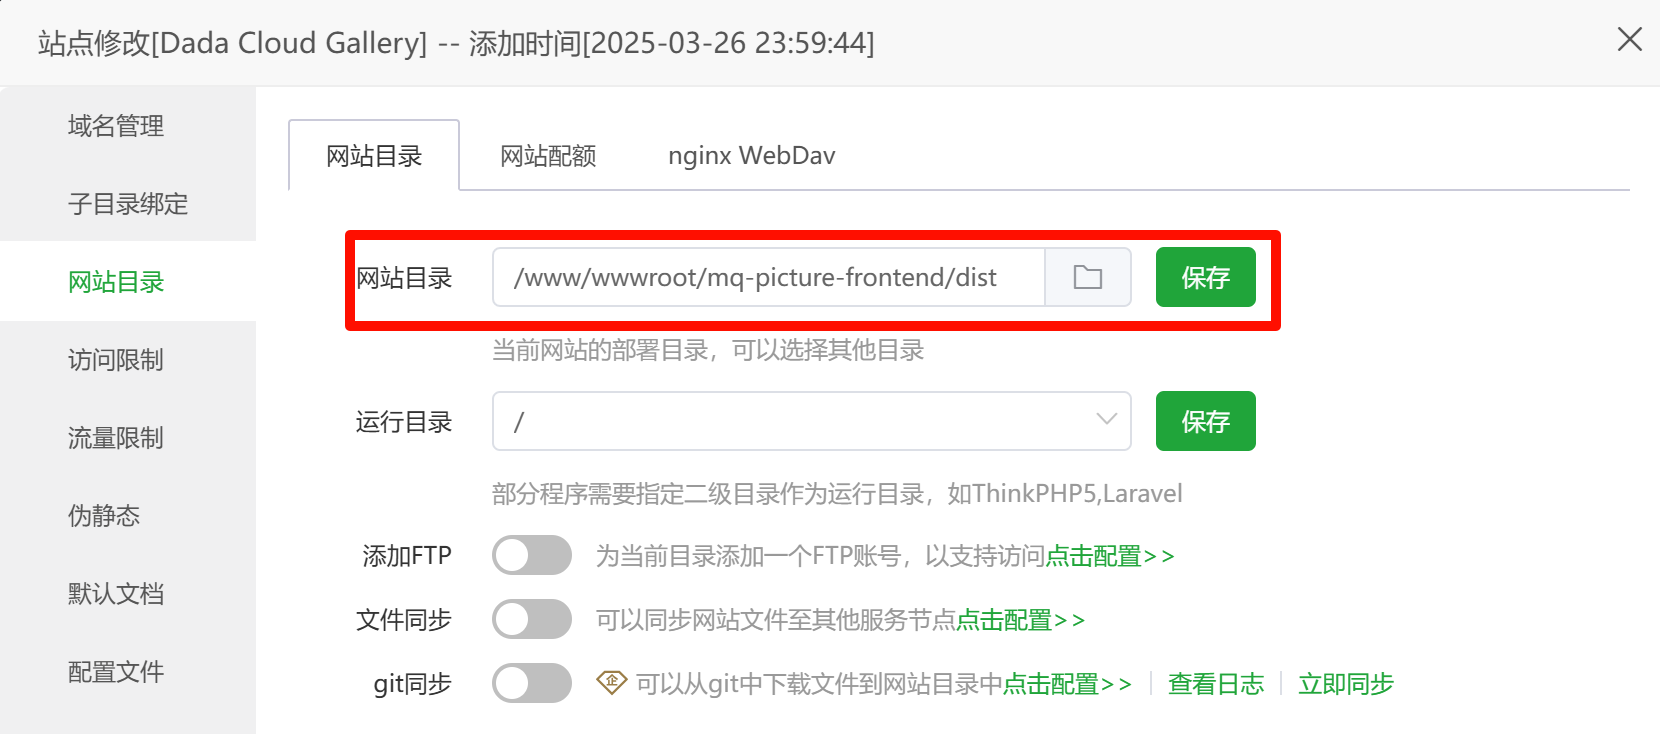 站点修改[Dada Cloud Gallery] -- 添加时间[2025-03-26 23:59:44]
域名管理
子目录绑定
网站目录
访问限制
流量限制
伪静态
默认文档
配置文件
网站目录 网站配额 nginx WebDav
网站目录 /www/wwwroot/mq-picture-frontend/dist 保存
当前网站的部署目录，可以选择其他目录
运行目录 / 保存
部分程序需要指定二级目录作为运行目录，如ThinkPHP5,Laravel
添加FTP 为当前目录添加一个FTP账号，以支持访问点击配置>>
文件同步 可以同步网站文件至其他服务节点点击配置>>
git同步 企 可以从git中下载文件到网站目录中点击配置>> 查看日志 立即同步